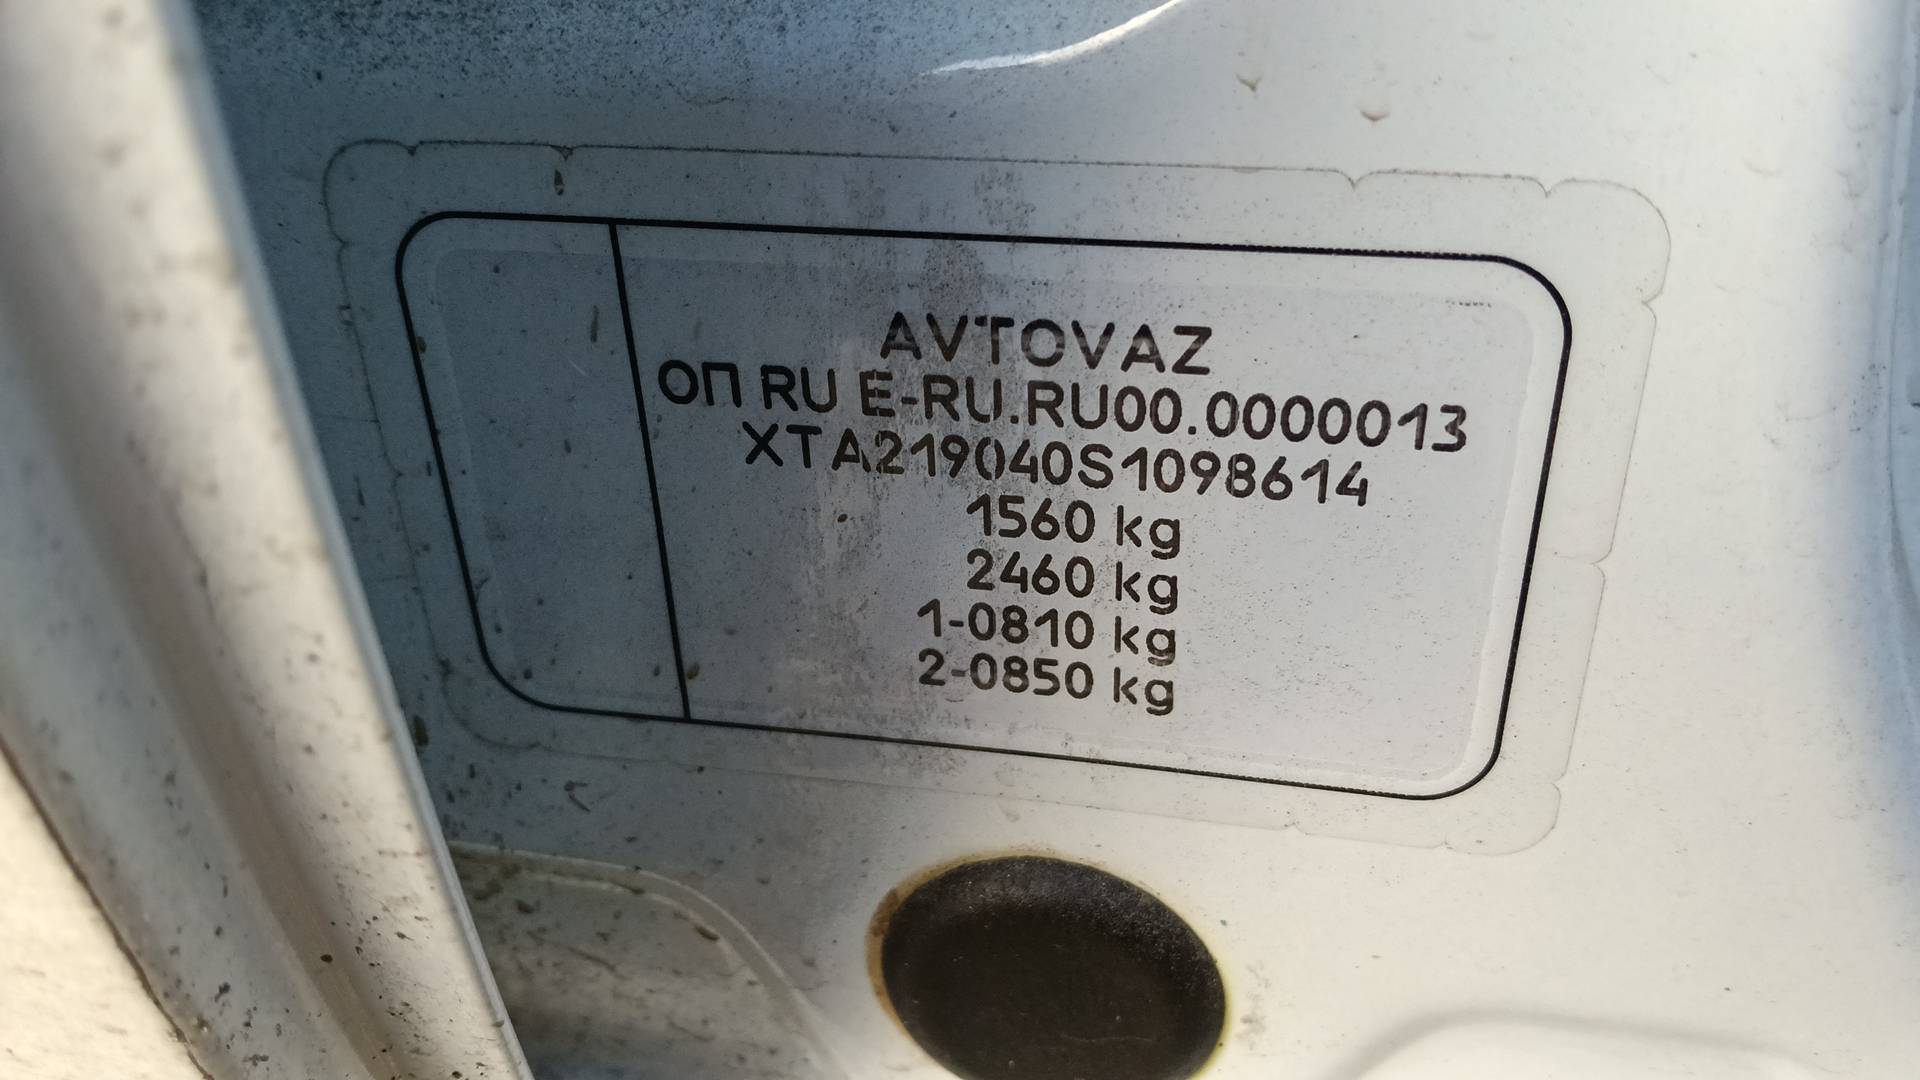 AVTOVAZ
ОП RU E-RU.RU00.0000013
XTA219040S1098614
1560 kg
2460 kg
1-0810 kg
2-0850 kg